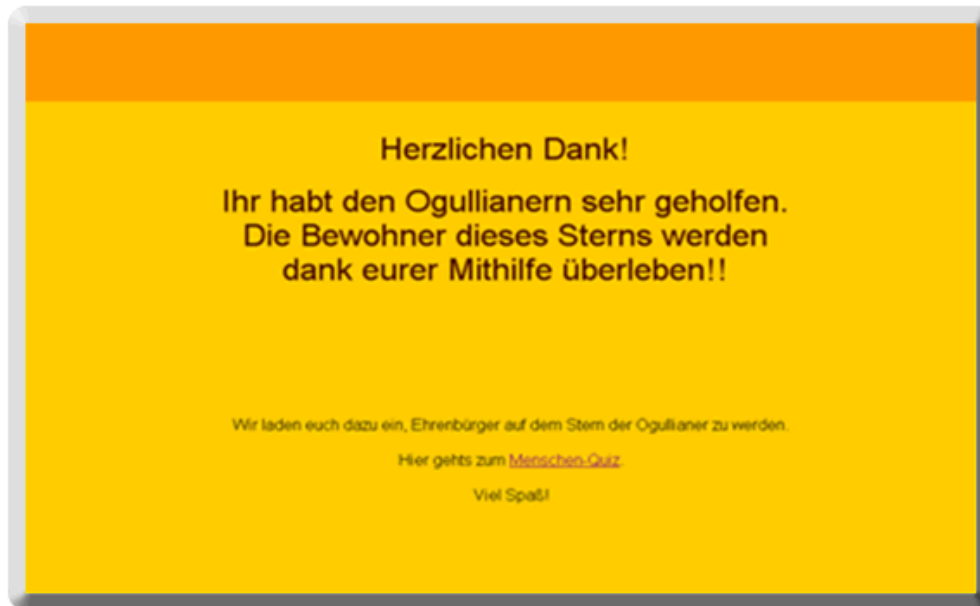 Herzlichen Dank!
Ihr habt den Ogullianern sehr geholfen.
Die Bewohner dieses Sterns werden
dank eurer Mithilfe überleben!!
Wir laden euch dazu ein, Ehrenbürger auf dem Stern der Ogullianer zu werden.
Hier gehts zum Menschen-Quiz.
Viel Spaß!